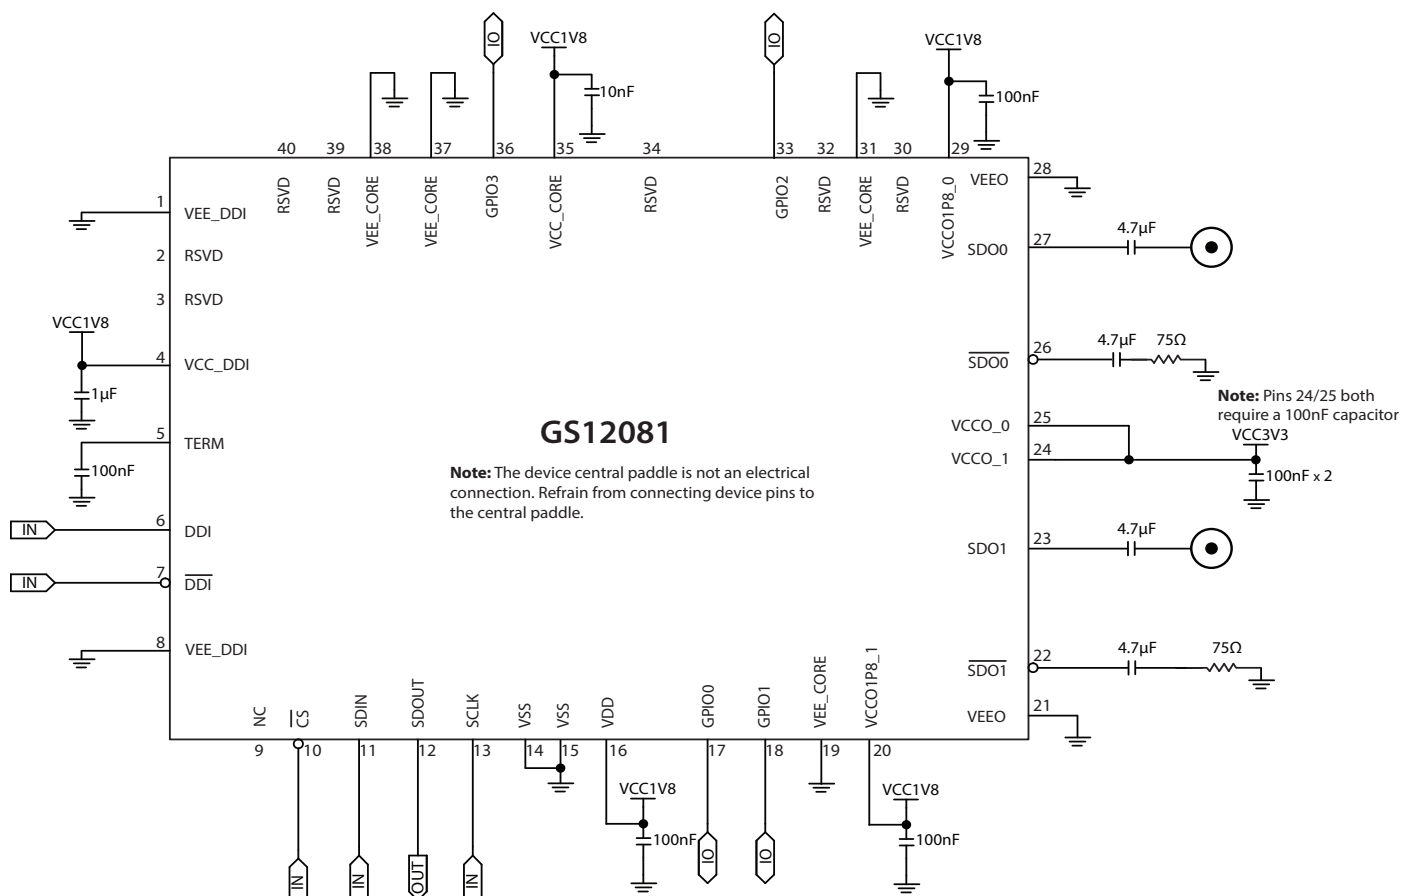 IO
VCC1V8
10nF
IO
VCC1V8
100nF
40
39
38
37
36
35
34
33
32
31
30
29
RSVD
RSVD
VEE_CORE
VEE_CORE
GPIO3
VCC_CORE
RSVD
GPIO2
RSVD
VEE_CORE
RSVD
VCCO1P8_0
1
VEE_DDI
2
RSVD
3
RSVD
VCC1V8
4
VCC_DDI
1μF
5
TERM
100nF
IN
6
DDI
IN
7
DDI
8
VEE_DDI
GS12081
Note: The device central paddle is not an electrical
connection. Refrain from connecting device pins to
the central paddle.
VEEO
28
SDO0
27
4.7μF
SDO0
26
4.7μF
75Ω
Note: Pins 24/25 both
require a 100nF capacitor
VCC3V3
VCCO_0
25
VCCO_1
24
100nF x 2
SDO1
23
4.7μF
SDO1
22
4.7μF
75Ω
VEEO
21
NC
CS
SDIN
SDOUT
SCLK
VSS
VSS
VDD
GPIO0
GPIO1
VEE_CORE
VCCO1P8_1
9
10
11
12
13
14
15
16
17
18
19
20
VCC1V8
100nF
VCC1V8
100nF
IN
IN
OUT
IN
IO
IO